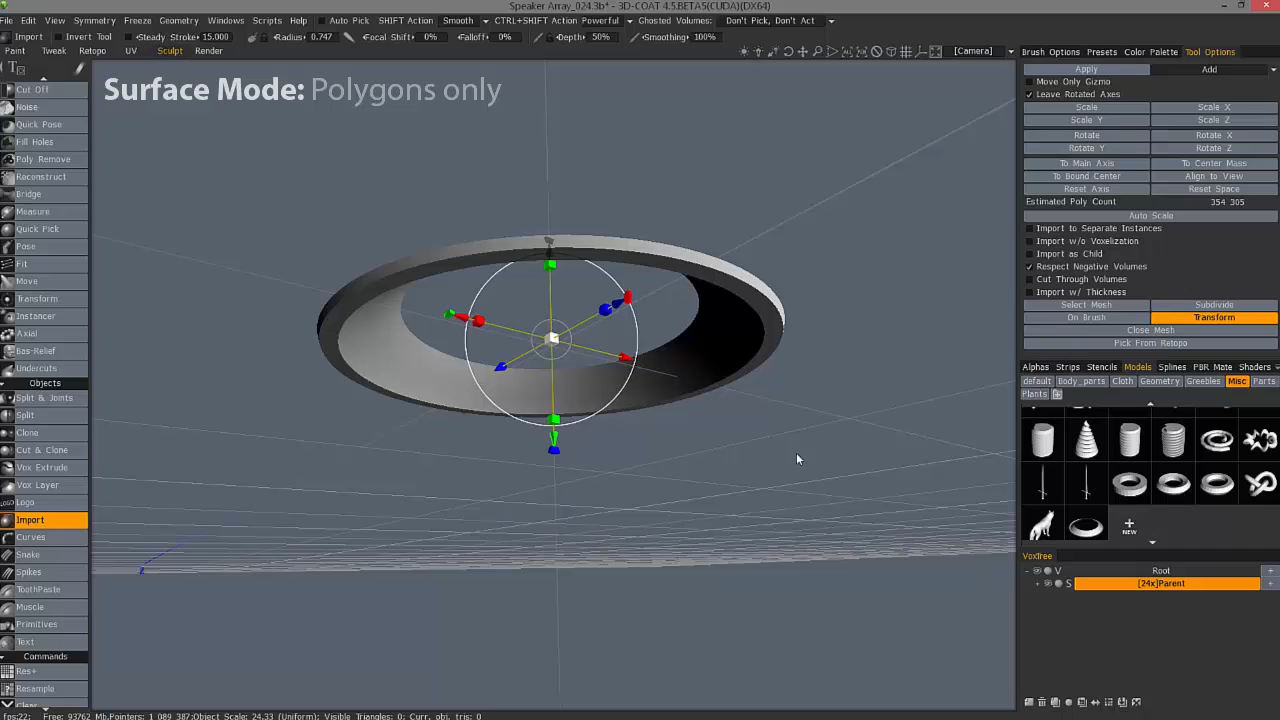 Speaker Array_024.3b* - 3D-COAT 4.5.BETA5(CUDA)(DX64)
File Edit View Symmetry Freeze Geometry Windows Scripts Help Auto Pick SHIFT Action Smooth CTRL+SHIFT Action Powerful Ghosted Volumes: Don't Pick, Don't Act
Import Invert Tool Steady Stroke 15.000 Radius 0.747 Focal Shift 0% Falloff 0% Depth 50% Smoothing 100%
Paint Tweak Retopo UV Sculpt Render
[Camera]
Brush Options Presets Color Palette Tool Options
Surface Mode: Polygons only
Cut Off
Noise
Quick Pose
Fill Holes
Poly Remove
Reconstruct
Bridge
Measure
Quick Pick
Pose
Fit
Move
Transform
Instancer
Axial
Bas-Relief
Undercuts
Objects
Split & Joints
Split
Clone
Cut & Clone
Vox Extrude
Vox Layer
LOGO Logo
Import
Curves
Snake
Spikes
ToothPaste
Muscle
Primitives
Text
Commands
Res+
Resample
Clear
Apply Add
Move Only Gizmo
Leave Rotated Axes
Scale Scale X
Scale Y Scale Z
Rotate Rotate X
Rotate Y Rotate Z
To Main Axis To Center Mass
To Bound Center Align to View
Reset Axis Reset Space
Estimated Poly Count 354 305
Auto Scale
Import to Separate Instances
Import w/o Voxelization
Import as Child
Respect Negative Volumes
Cut Through Volumes
Import w/ Thickness
Select Mesh Subdivide
On Brush Transform
Close Mesh
Pick From Retopo
Alphas Strips Stencils Models Splines PBR Mate Shaders
default Body_parts Cloth Geometry Greebles Misc Parts
Plants
NEW
VoxTree
V Root
S [24x]Parent
fps:22; Free: 93762 Mb,Pointers: 1 089 387;Object Scale: 24.33 (Uniform); Visible Triangles: 0; Curr. obj. tris: 0